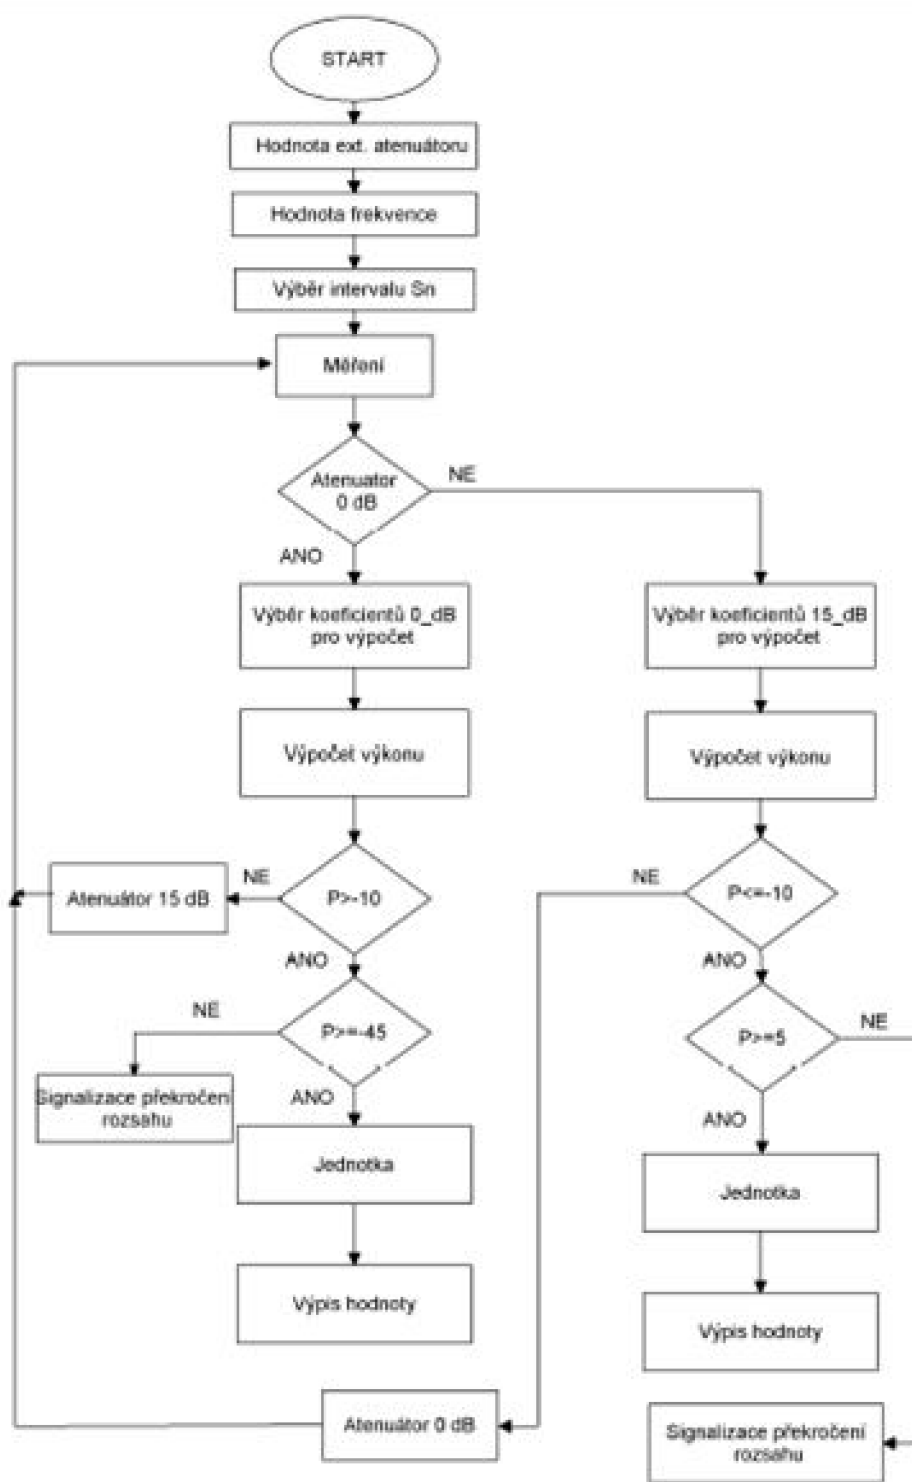 START
Hodnota ext. atenuátoru
Hodnota frekvence
Výběr intervalu Sn
Měření
Atenuator
0 dB
NE
ANO
Výběr koeficientů 0_dB
pro výpočet
Výběr koeficientů 15_dB
pro výpočet
Výpočet výkonu
Výpočet výkonu
P>-10
NE
Atenuátor 15 dB
ANO
P<=-10
NE
ANO
P>=-45
NE
Signalizace překročení
rozsahu
ANO
P>=5
NE
ANO
Jednotka
Jednotka
Výpis hodnoty
Výpis hodnoty
Atenuátor 0 dB
Signalizace překročení
rozsahu